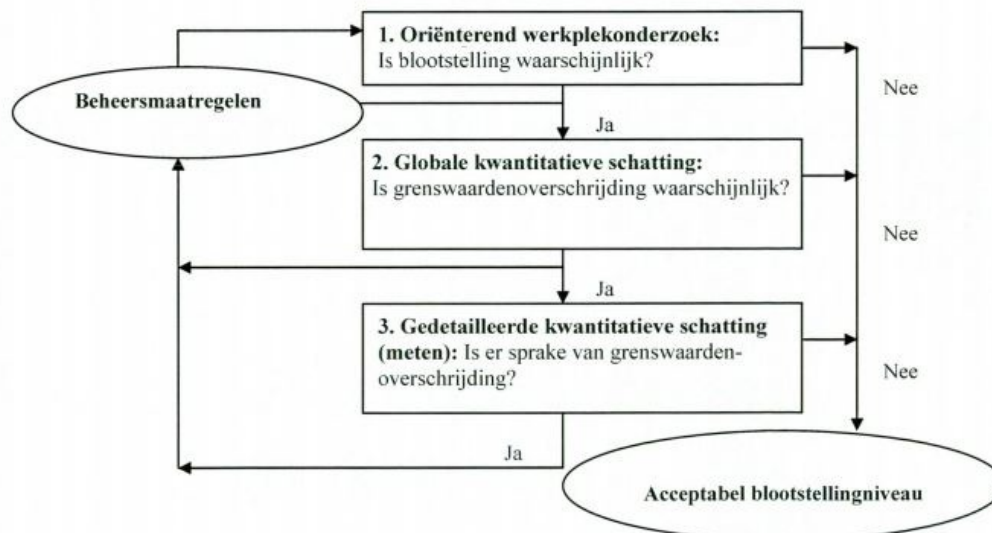 1. Oriënterend werkplekonderzoek:
Is blootstelling waarschijnlijk?
Beheersmaatregelen
Nee
Ja
2. Globale kwantitatieve schatting:
Is grenswaardenoverschrijding waarschijnlijk?
Nee
Ja
3. Gedetailleerde kwantitatieve schatting
(meten): Is er sprake van grenswaarden-
overschrijding?
Nee
Ja
Acceptabel blootstellingniveau